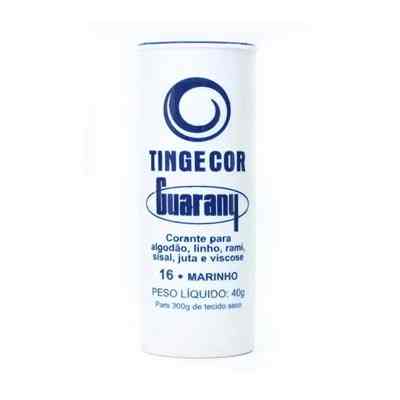 TINGECOR
Guarany
Corante para
algodão, linho, rami,
sisal, juta e viscose
16 • MARINHO
PESO LÍQUIDO: 40g
Para 300g de tecido seco